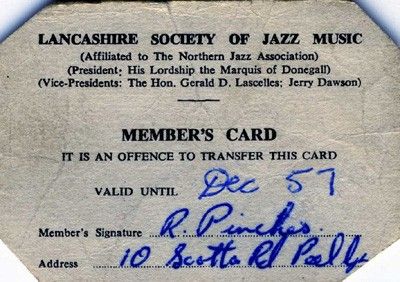 LANCASHIRE SOCIETY OF JAZZ MUSIC
(Affiliated to The Northern Jazz Association)
(President: His Lordship the Marquis of Donegall)
(Vice-Presidents: The Hon. Gerald D. Lascelles; Jerry Dawson)
MEMBER'S CARD
IT IS AN OFFENCE TO TRANSFER THIS CARD
VALID UNTIL Dec 57
Member's Signature R. Pinches
Address 10 Scotta Rd